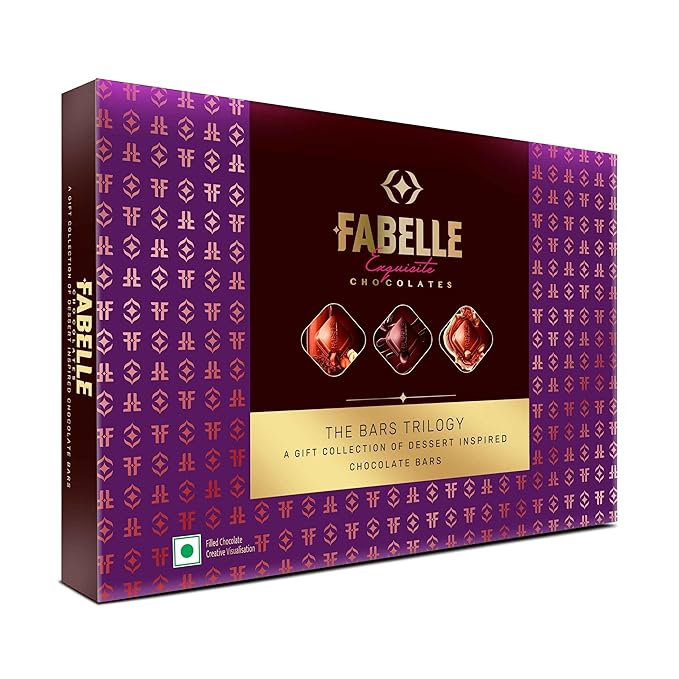 FABELLE
Exquisite
CHOCOLATES
THE BARS TRILOGY
A GIFT COLLECTION OF DESSERT INSPIRED
CHOCOLATE BARS
Filled Chocolate
Creative Visualisation
FABELLE
CHOCOLATES
A GIFT COLLECTION OF DESSERT INSPIRED CHOCOLATE BARS